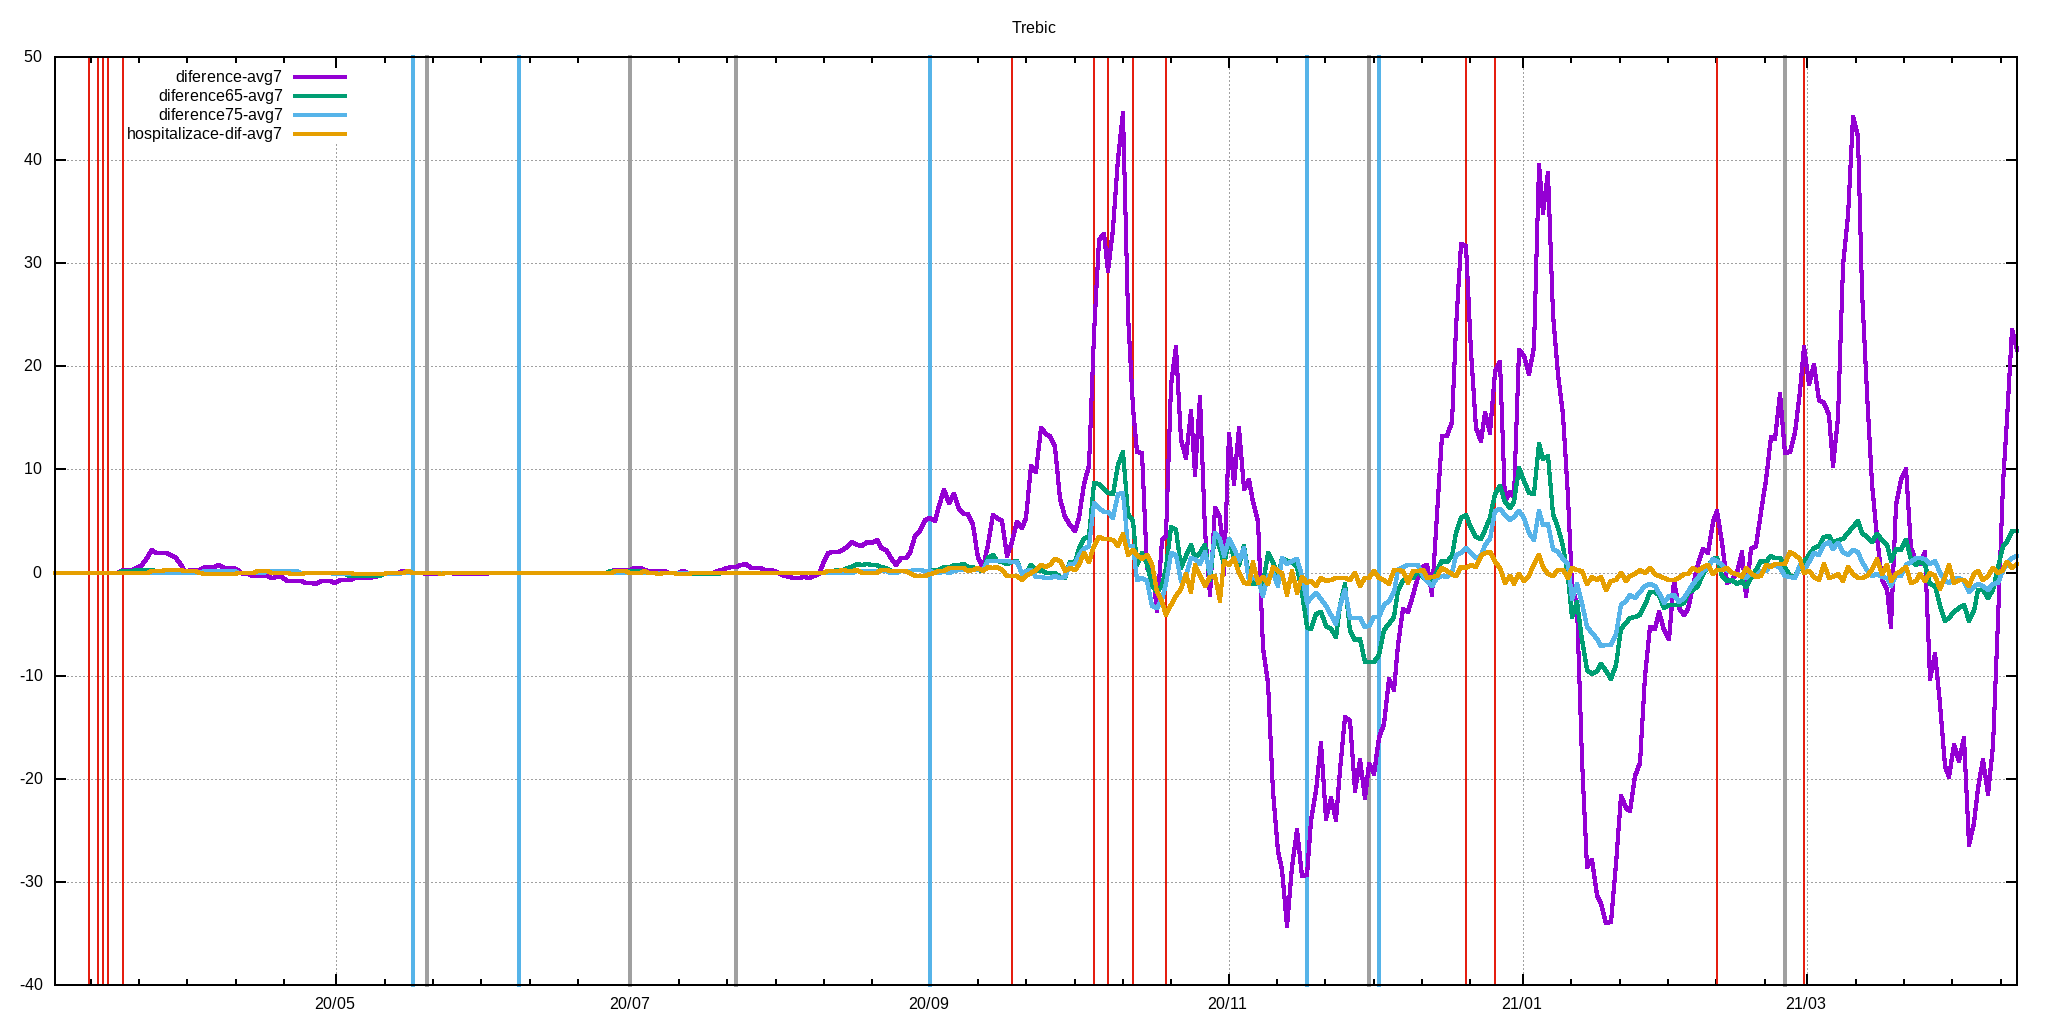 Trebic
diference-avg7
diference65-avg7
diference75-avg7
hospitalizace-dif-avg7
50
40
30
20
10
0
-10
-20
-30
-40
20/05 20/07 20/09 20/11 21/01 21/03